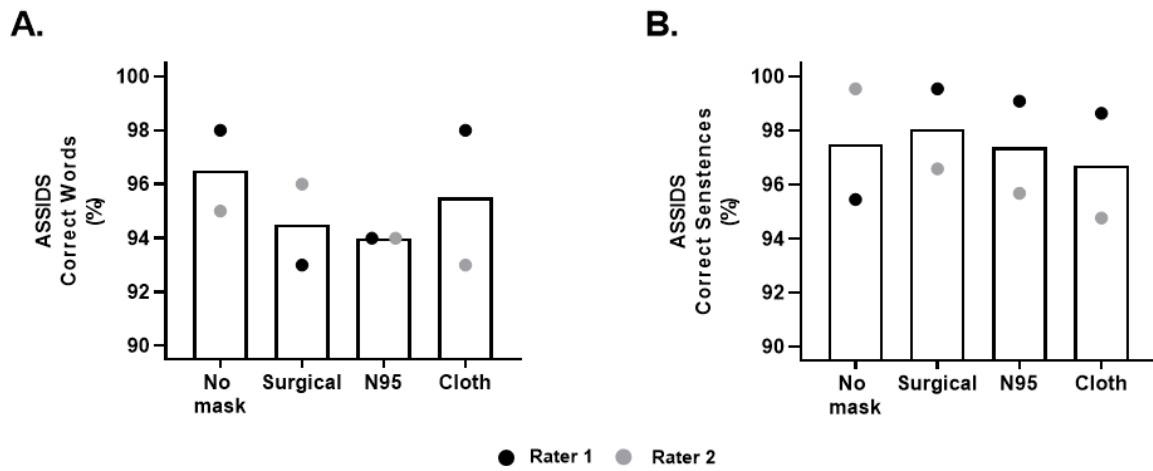 A.
ASSIDS
Correct Words
(%)
100
98
96
94
92
90
No
mask
Surgical
N95
Cloth
B.
ASSIDS
Correct Senstences
(%)
100
98
96
94
92
90
No
mask
Surgical
N95
Cloth
Rater 1
Rater 2